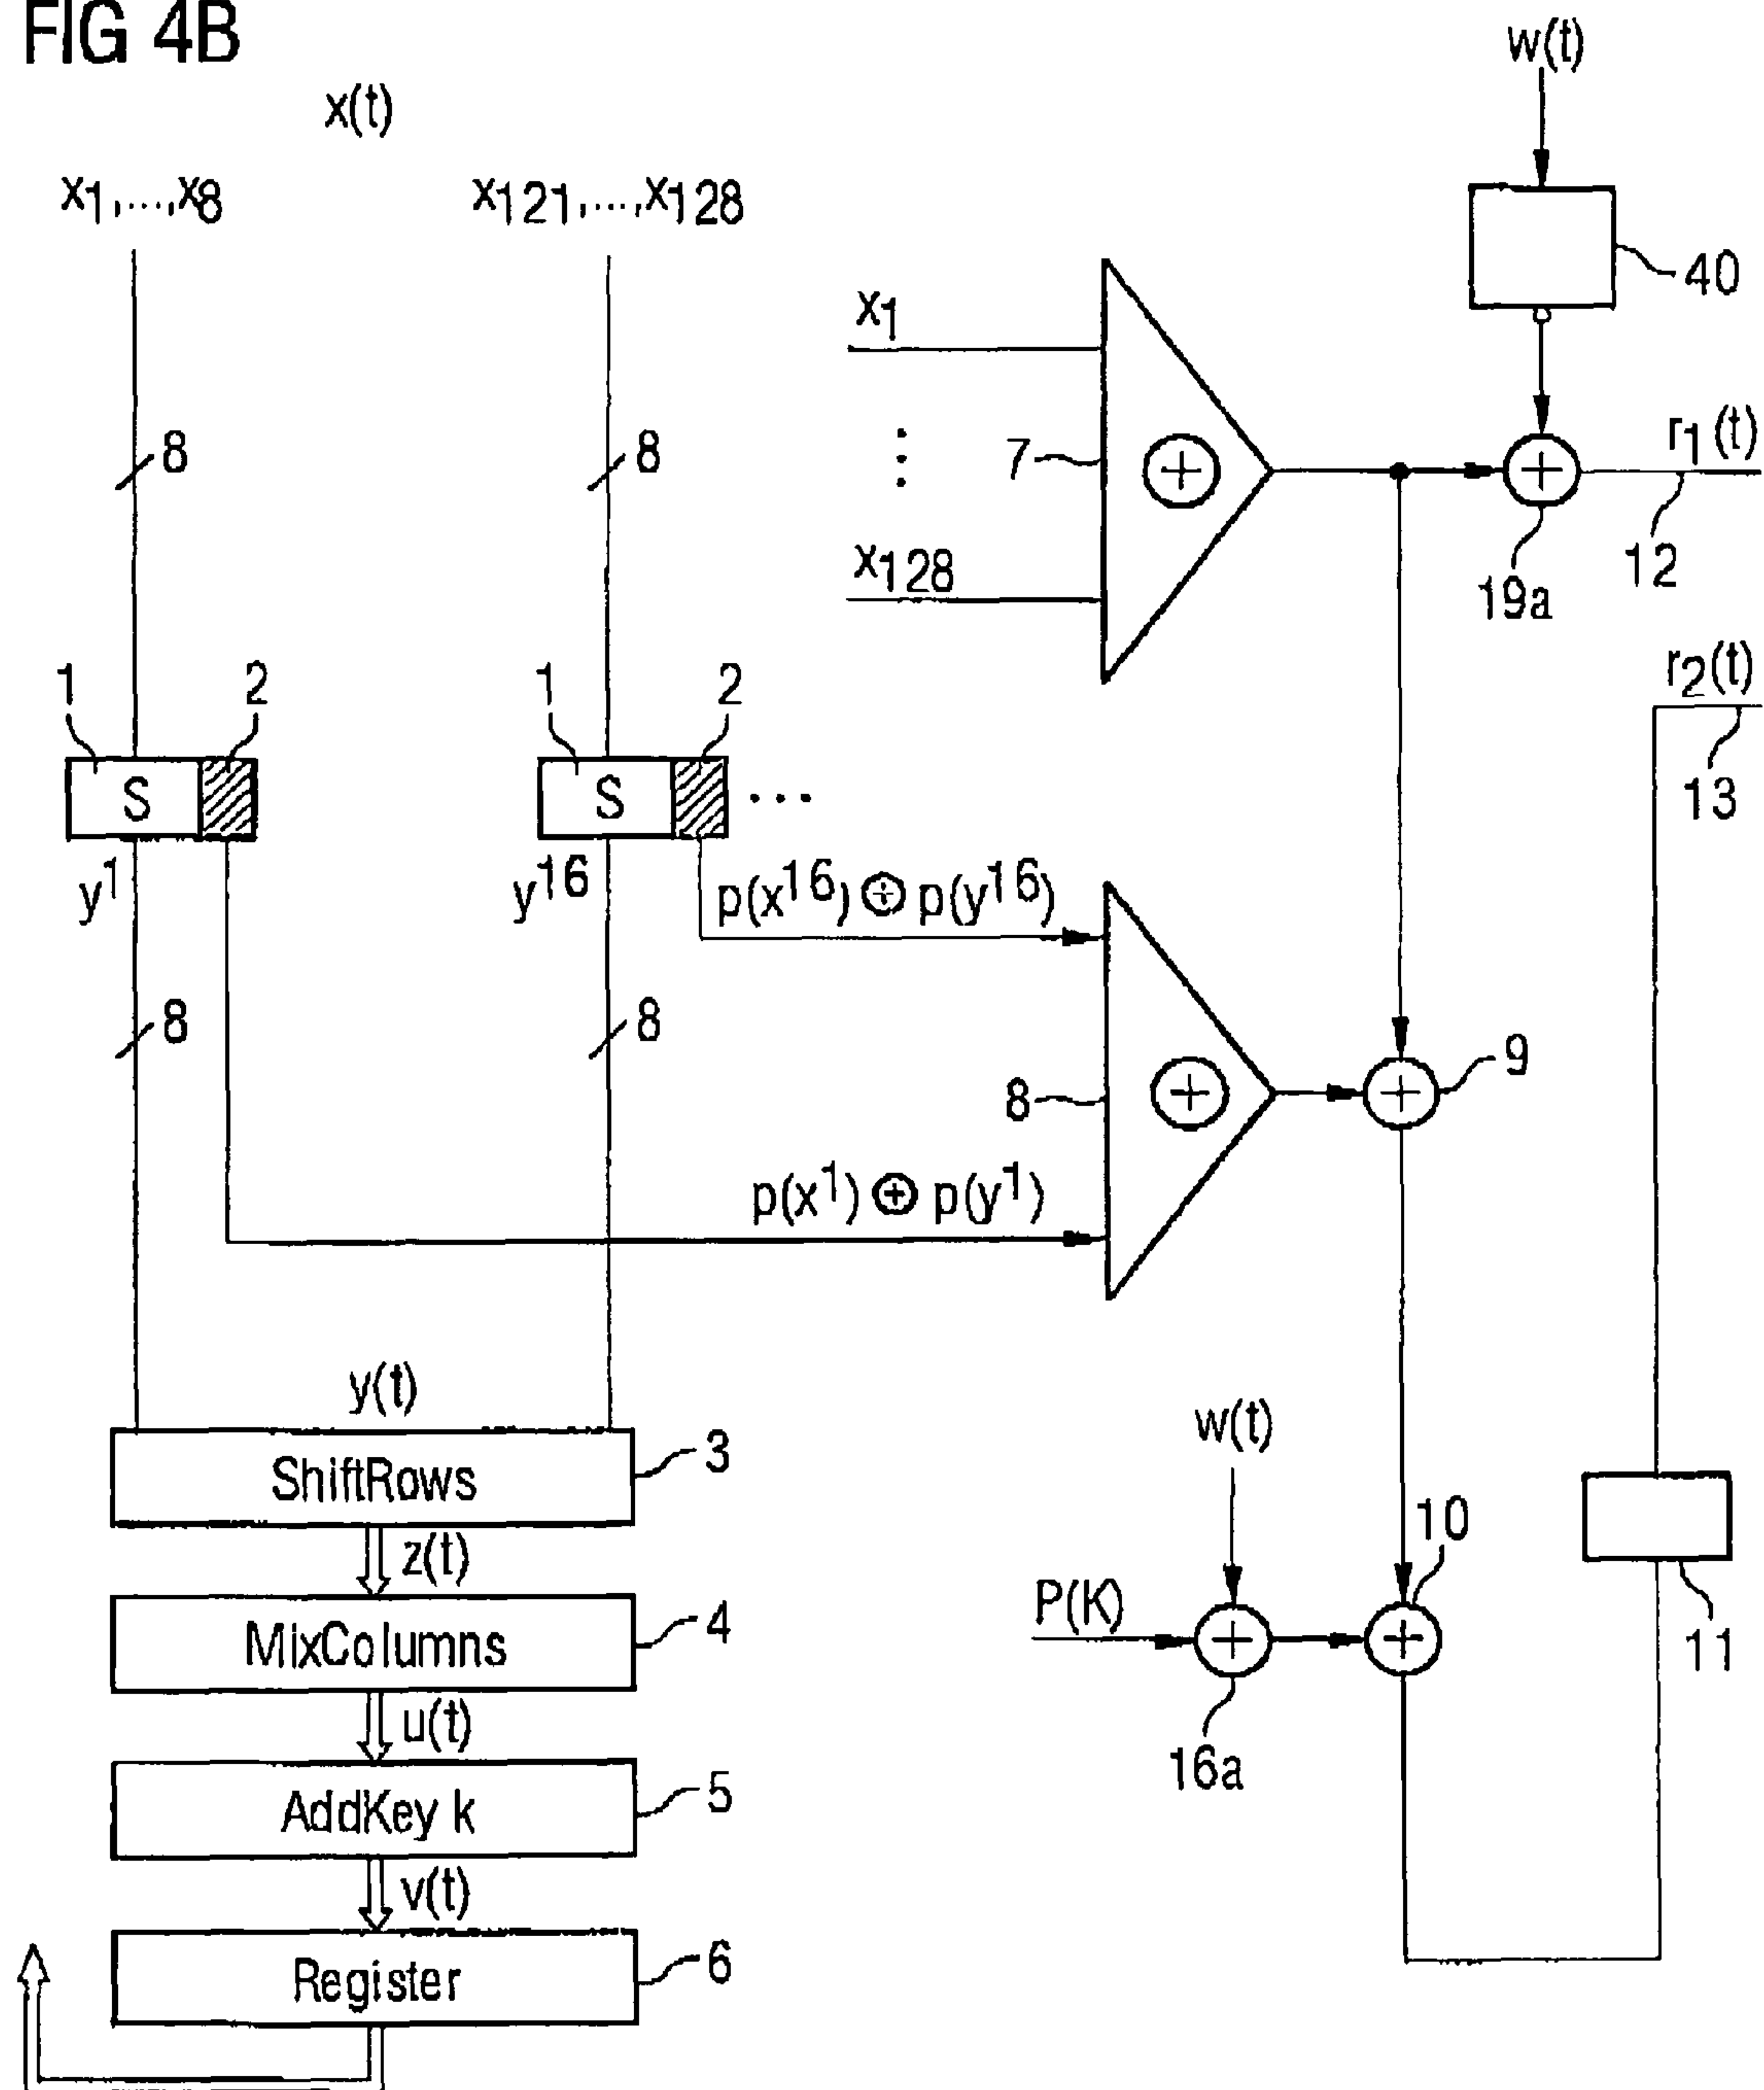 FIG 4B
x(t)
x1,...,x8
x121,...,x128
w(t)
40
x1
⋮
x128
7
⊕
8
8
+
r1(t)
12
19a
r2(t)
13
1
2
S
1
2
S
...
y1
y16
p(x16) ⊕ p(y16)
8
8
8
⊕
+
9
p(x1) ⊕ p(y1)
y(t)
ShiftRows
3
z(t)
MixColumns
4
u(t)
AddKey k
5
v(t)
Register
6
w(t)
P(K)
+
16a
+
10
11